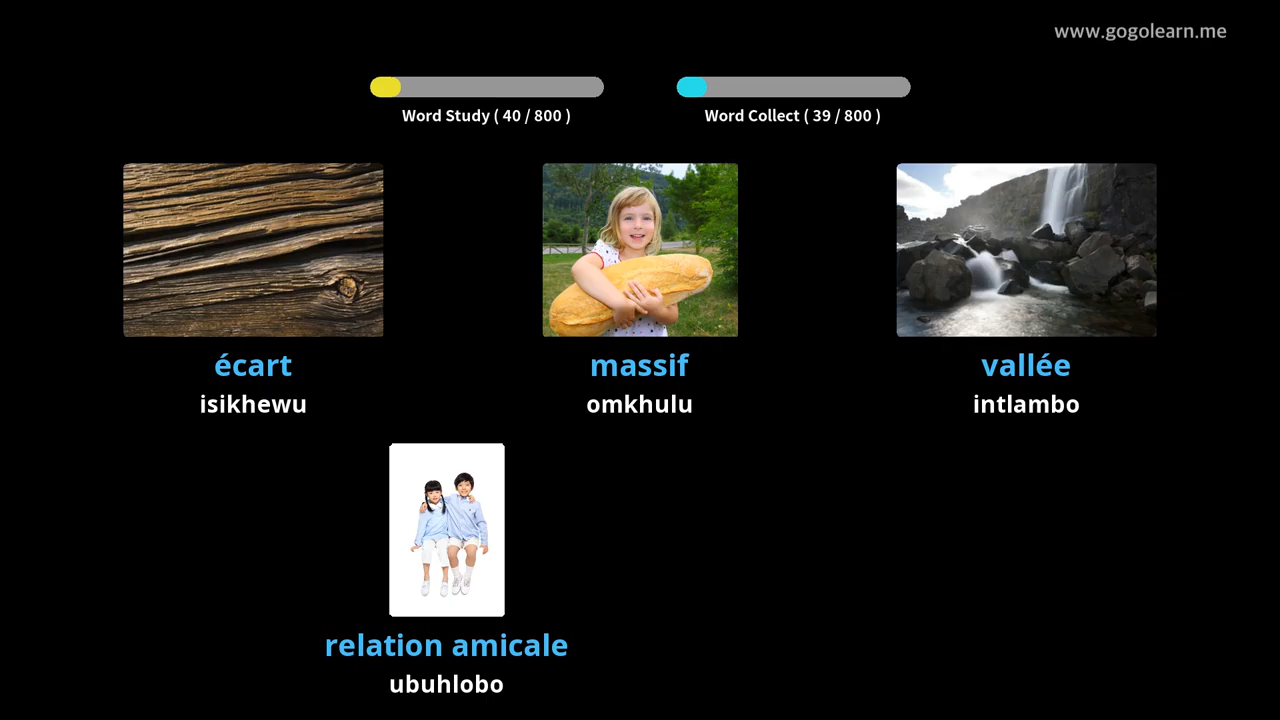 www.gogolearn.me
Word Study ( 40 / 800 )
Word Collect ( 39 / 800 )
écart
isikhewu
massif
omkhulu
vallée
intlambo
relation amicale
ubuhlobo